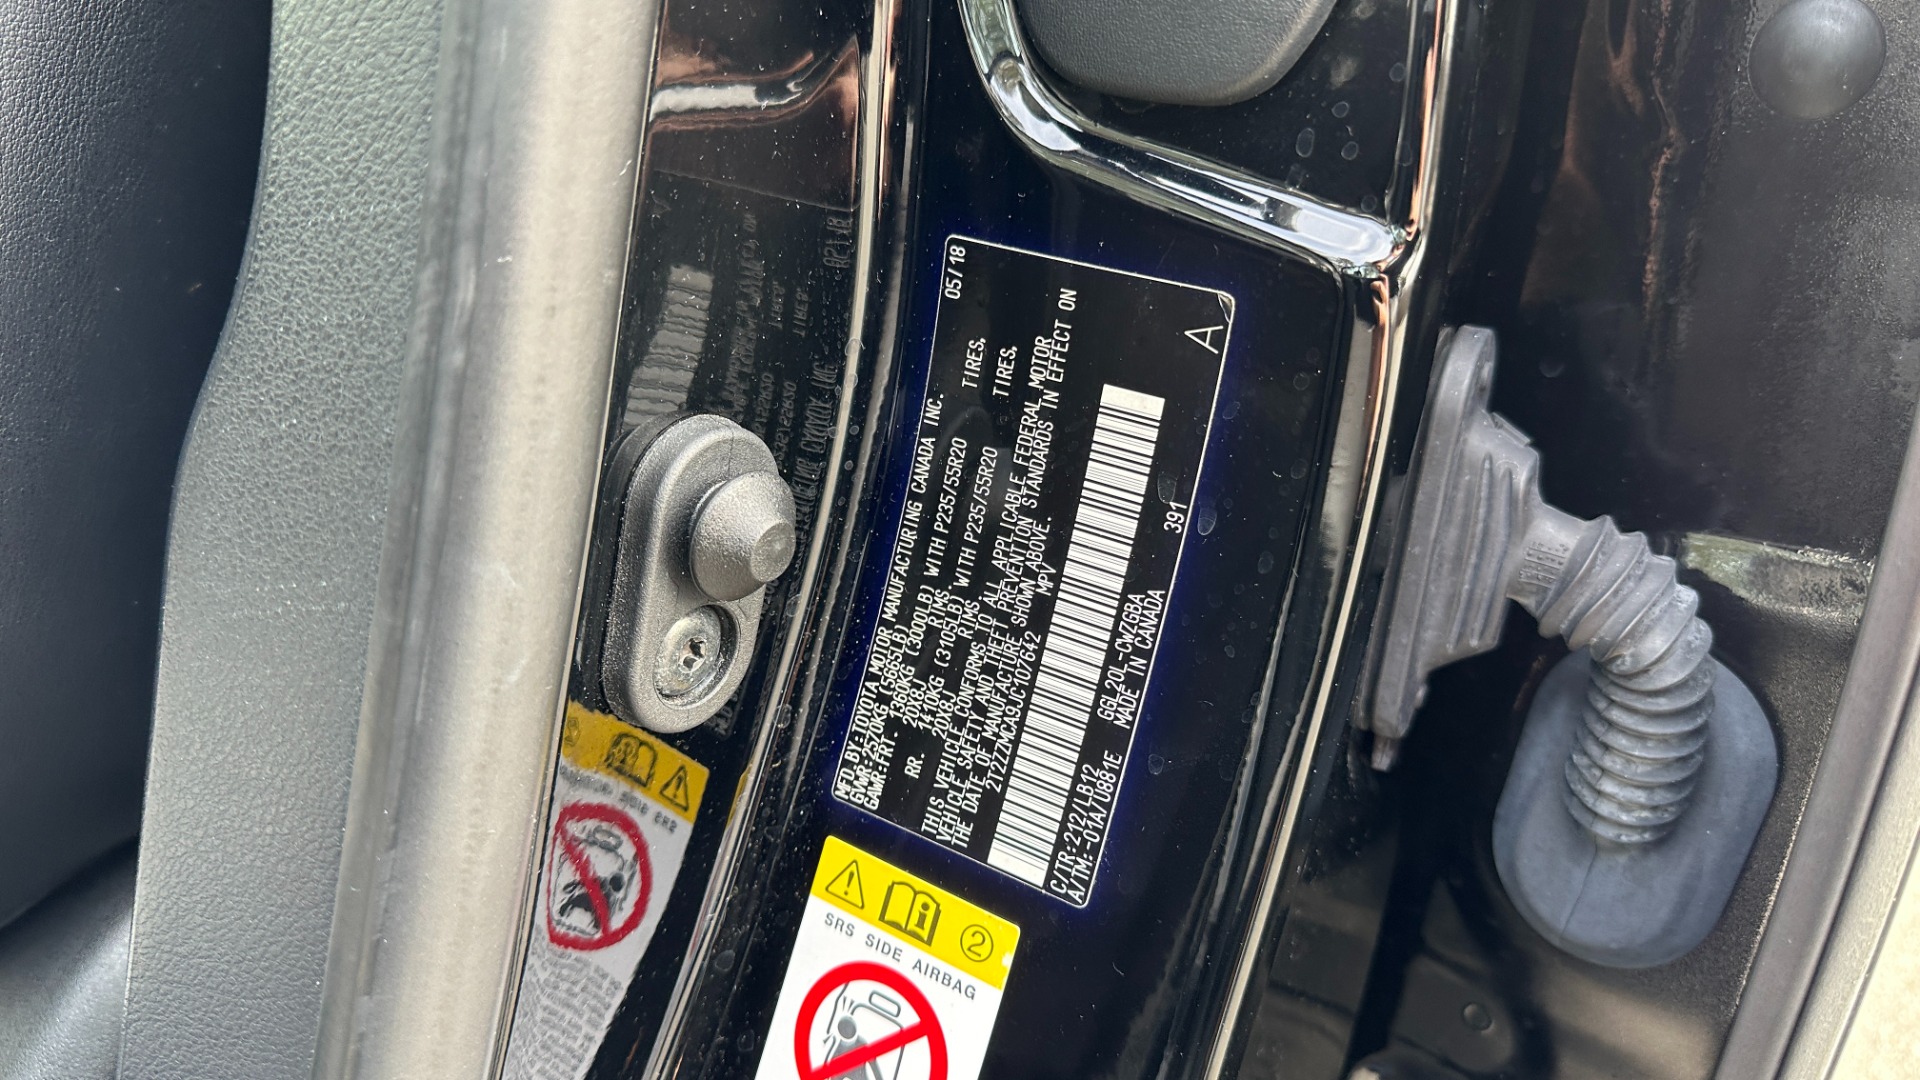 MFD.BY:TOYOTA MOTOR MANUFACTURING CANADA INC. 05/18
GVWR:2570KG (5665LB)
GAWR:FRT. 1360KG (3000LB) WITH P235/55R20 TIRES,
20X8J RIMS
RR. 1410KG (3105LB) WITH P235/55R20 TIRES,
20X8J RIMS
THIS VEHICLE CONFORMS TO ALL APPLICABLE FEDERAL MOTOR
VEHICLE SAFETY AND THEFT PREVENTION STANDARDS IN EFFECT ON
THE DATE OF MANUFACTURE SHOWN ABOVE.
2T2ZZMCA9JC107642 MPV
A
C/TR:212/LB12 GGL20L-CWZGBA 391
A/TM:-01A/U881E MADE IN CANADA
2
SRS SIDE AIRBAG